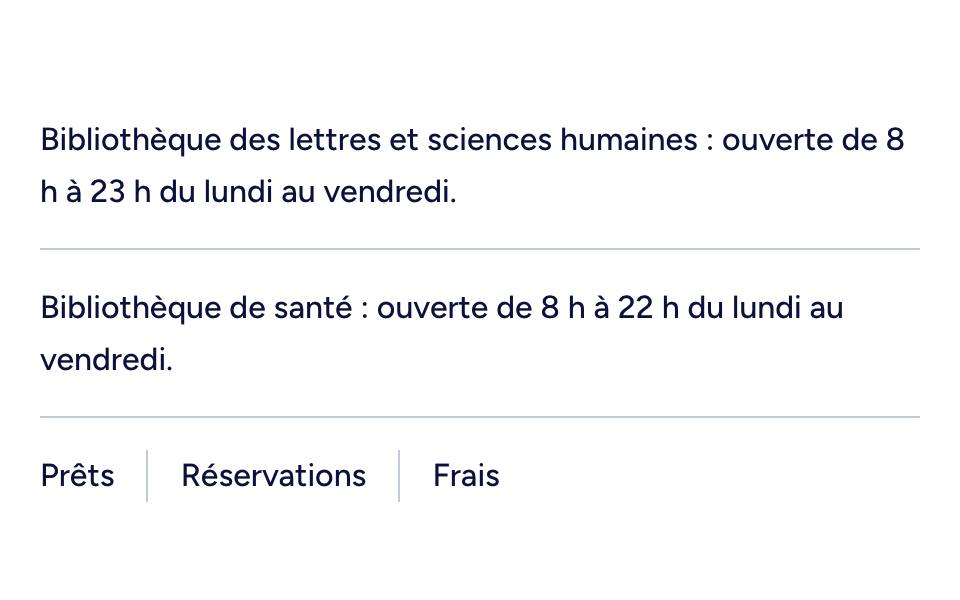 Bibliothèque des lettres et sciences humaines : ouverte de 8
h à 23 h du lundi au vendredi.
Bibliothèque de santé : ouverte de 8 h à 22 h du lundi au
vendredi.
Prêts Réservations Frais